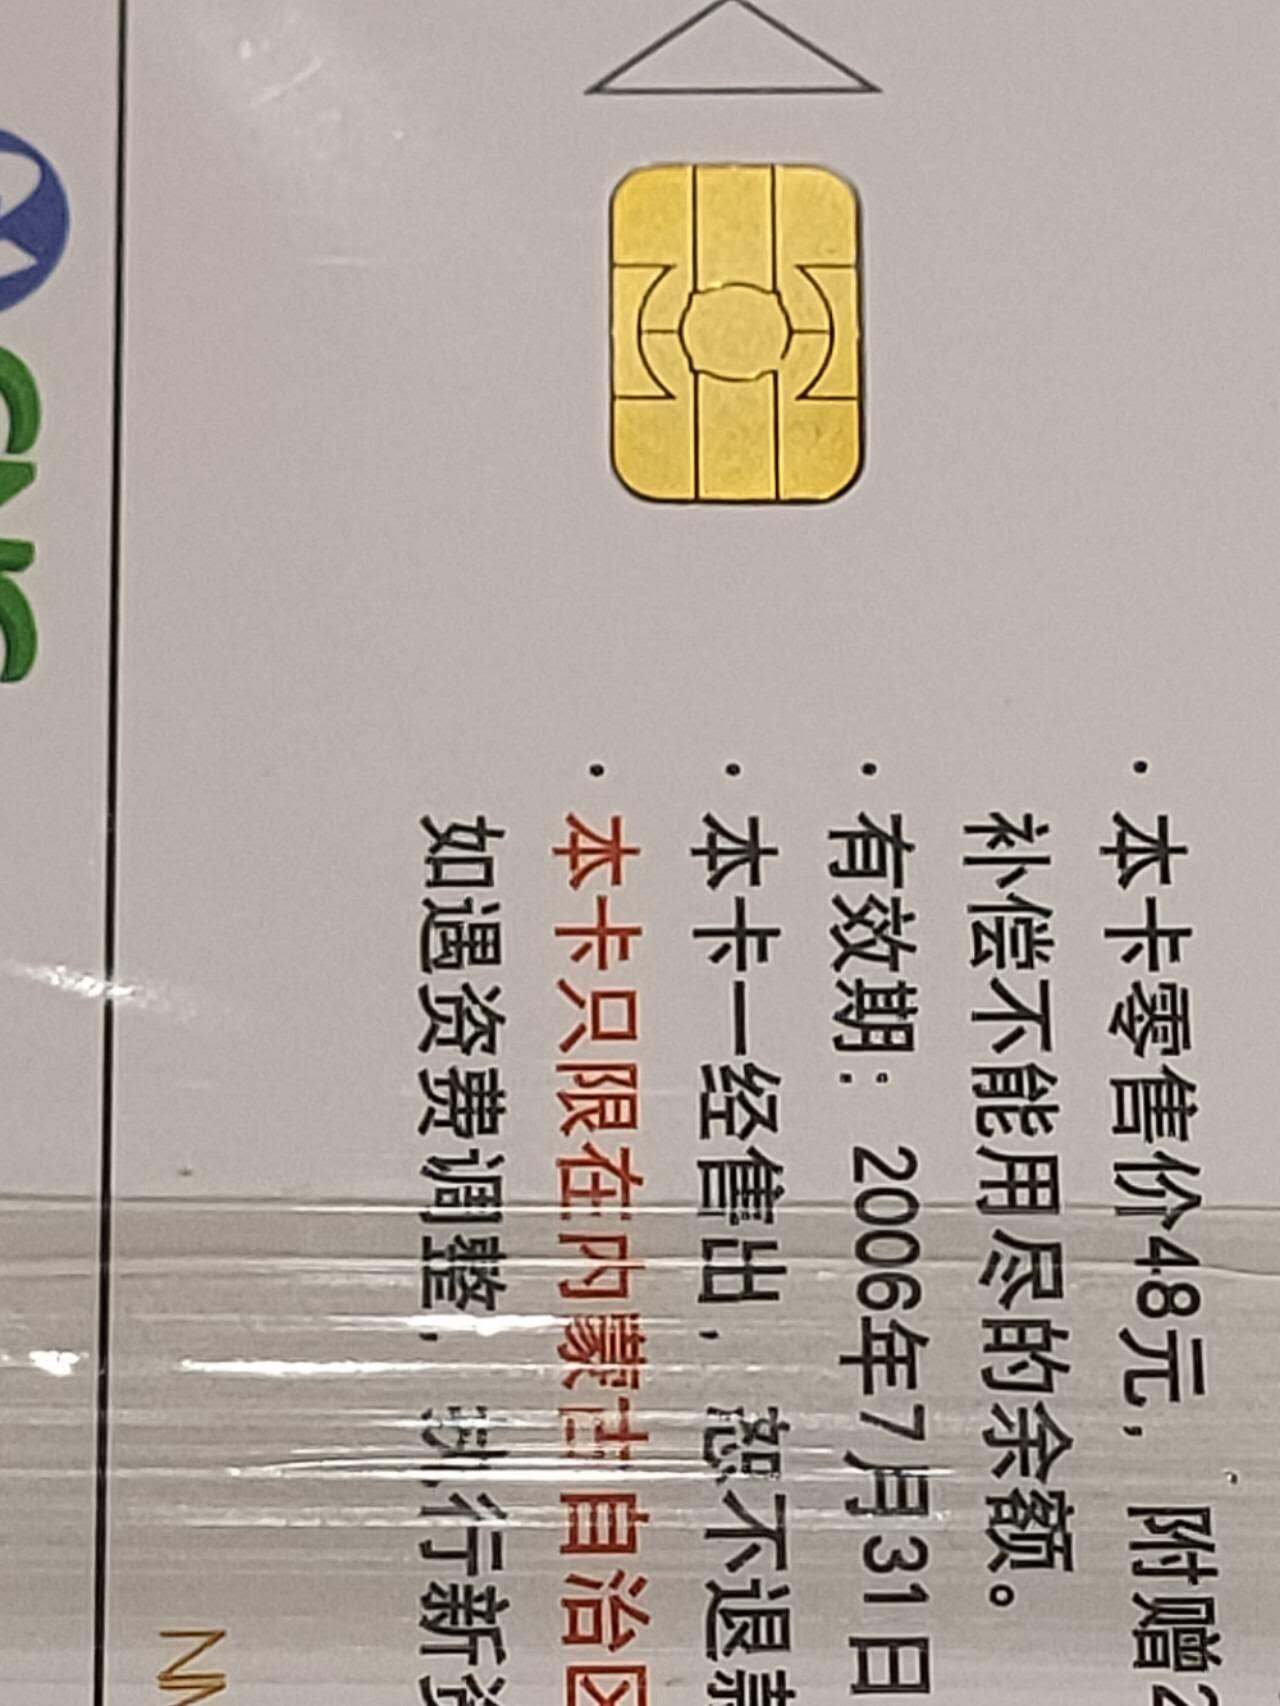 · 本卡零售价48元，附赠2
补偿不能用尽的余额。
· 有效期：2006年7月31日
· 本卡一经售出，恕不退
· 本卡只限在内蒙古自治区
如遇资费调整，执行新
CNC